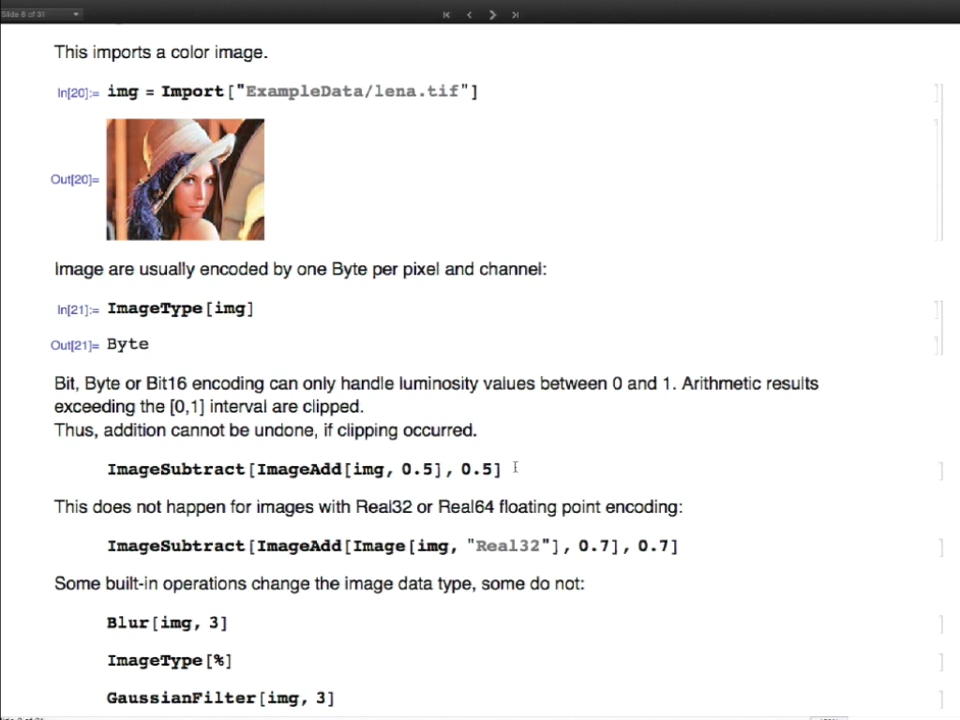 Slide 8 of 31
This imports a color image.
In[20]:= img = Import["ExampleData/lena.tif"]
Out[20]=
Image are usually encoded by one Byte per pixel and channel:
In[21]:= ImageType[img]
Out[21]= Byte
Bit, Byte or Bit16 encoding can only handle luminosity values between 0 and 1. Arithmetic results
exceeding the [0,1] interval are clipped.
Thus, addition cannot be undone, if clipping occurred.
ImageSubtract[ImageAdd[img, 0.5], 0.5]
This does not happen for images with Real32 or Real64 floating point encoding:
ImageSubtract[ImageAdd[Image[img, "Real32"], 0.7], 0.7]
Some built-in operations change the image data type, some do not:
Blur[img, 3]
ImageType[%]
GaussianFilter[img, 3]